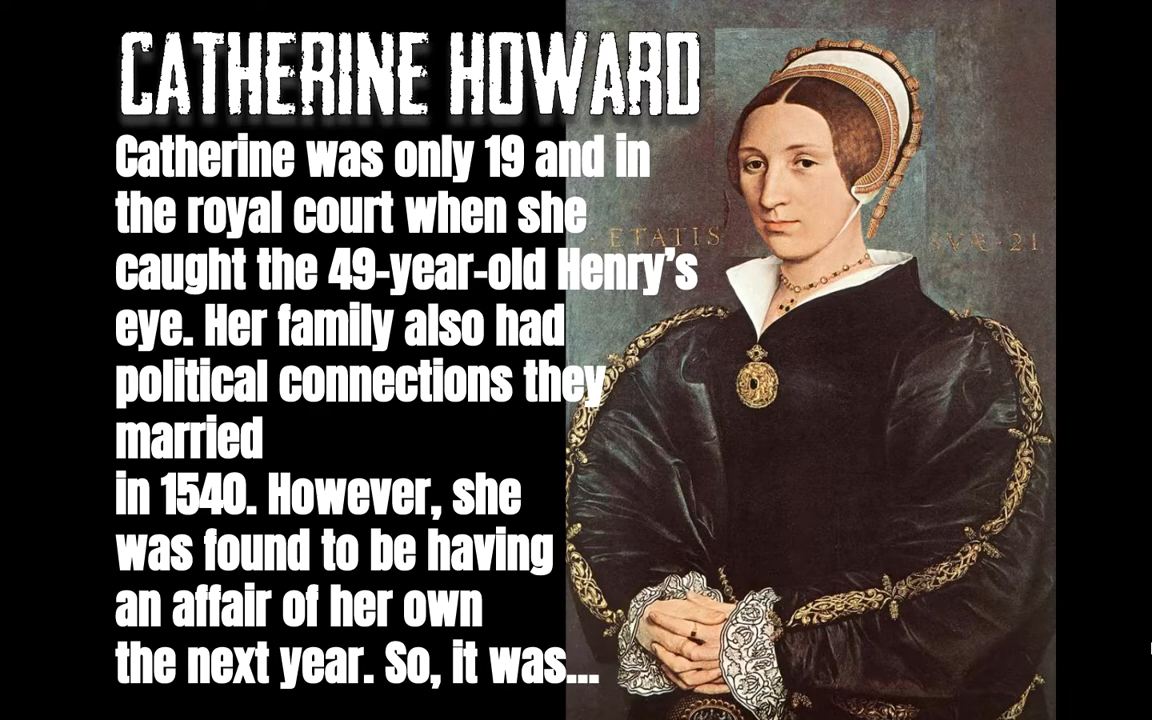 CATHERINE HOWARD
Catherine was only 19 and in
the royal court when she
caught the 49-year-old Henry's
eye. Her family also had
political connections they
married
in 1540. However, she
was found to be having
an affair of her own
the next year. So, it was...
ETATIS SVÆ 21